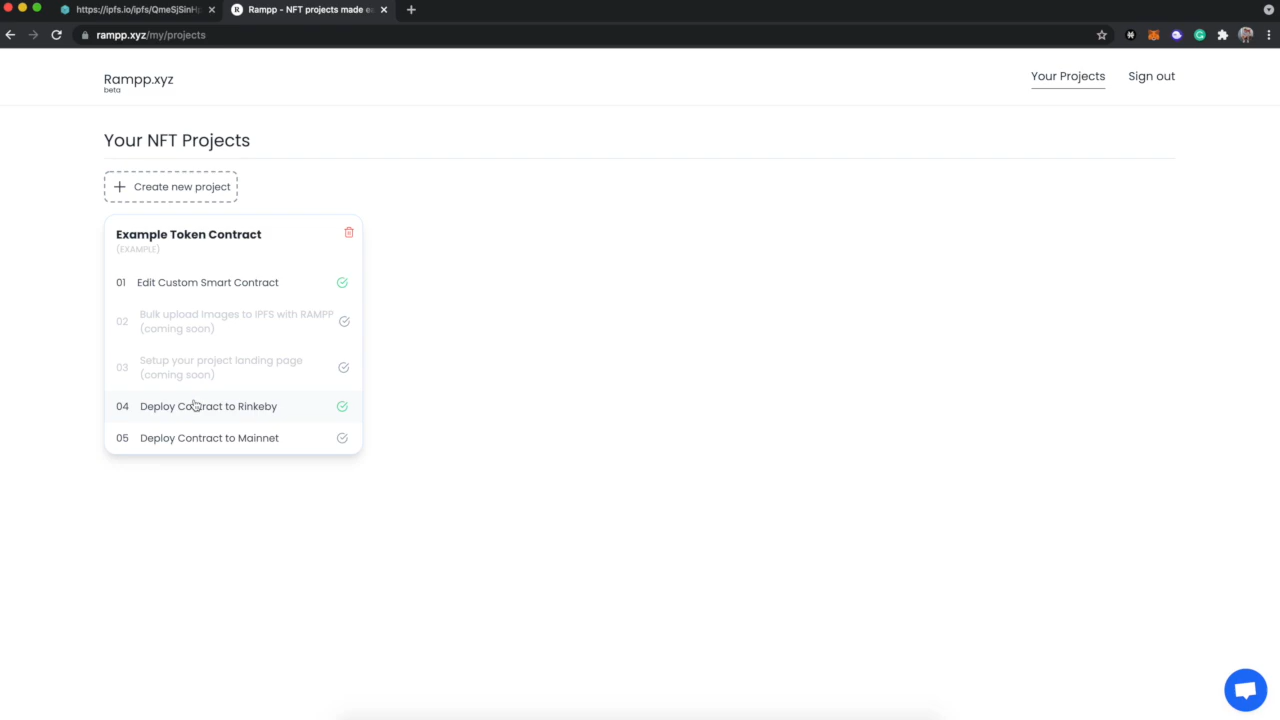 https://ipfs.io/ipfs/QmeSjSinHp
Rampp - NFT projects made e
rampp.xyz/my/projects
Rampp.xyz
beta
Your Projects
Sign out
Your NFT Projects
Create new project
Example Token Contract
(EXAMPLE)
01 Edit Custom Smart Contract
02 Bulk upload images to IPFS with RAMPP
(coming soon)
03 Setup your project landing page
(coming soon)
04 Deploy Contract to Rinkeby
05 Deploy Contract to Mainnet